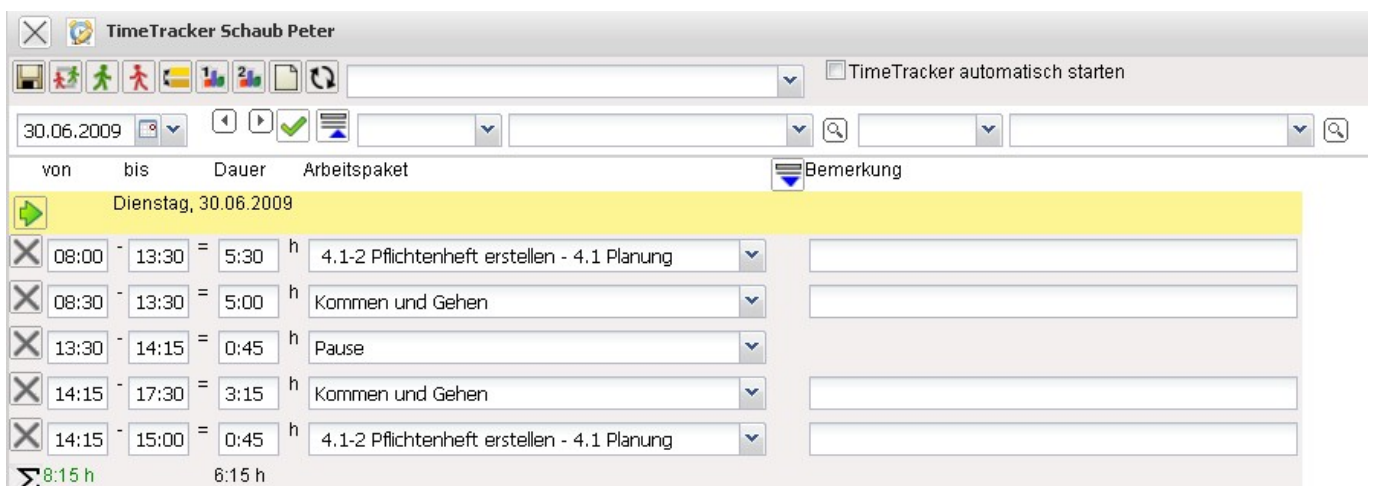 TimeTracker Schaub Peter
TimeTracker automatisch starten
30.06.2009
von bis Dauer Arbeitspaket Bemerkung
Dienstag, 30.06.2009
08:00 - 13:30 = 5:30 h 4.1-2 Pflichtenheft erstellen - 4.1 Planung
08:30 - 13:30 = 5:00 h Kommen und Gehen
13:30 - 14:15 = 0:45 h Pause
14:15 - 17:30 = 3:15 h Kommen und Gehen
14:15 - 15:00 = 0:45 h 4.1-2 Pflichtenheft erstellen - 4.1 Planung
Σ 8:15 h 6:15 h